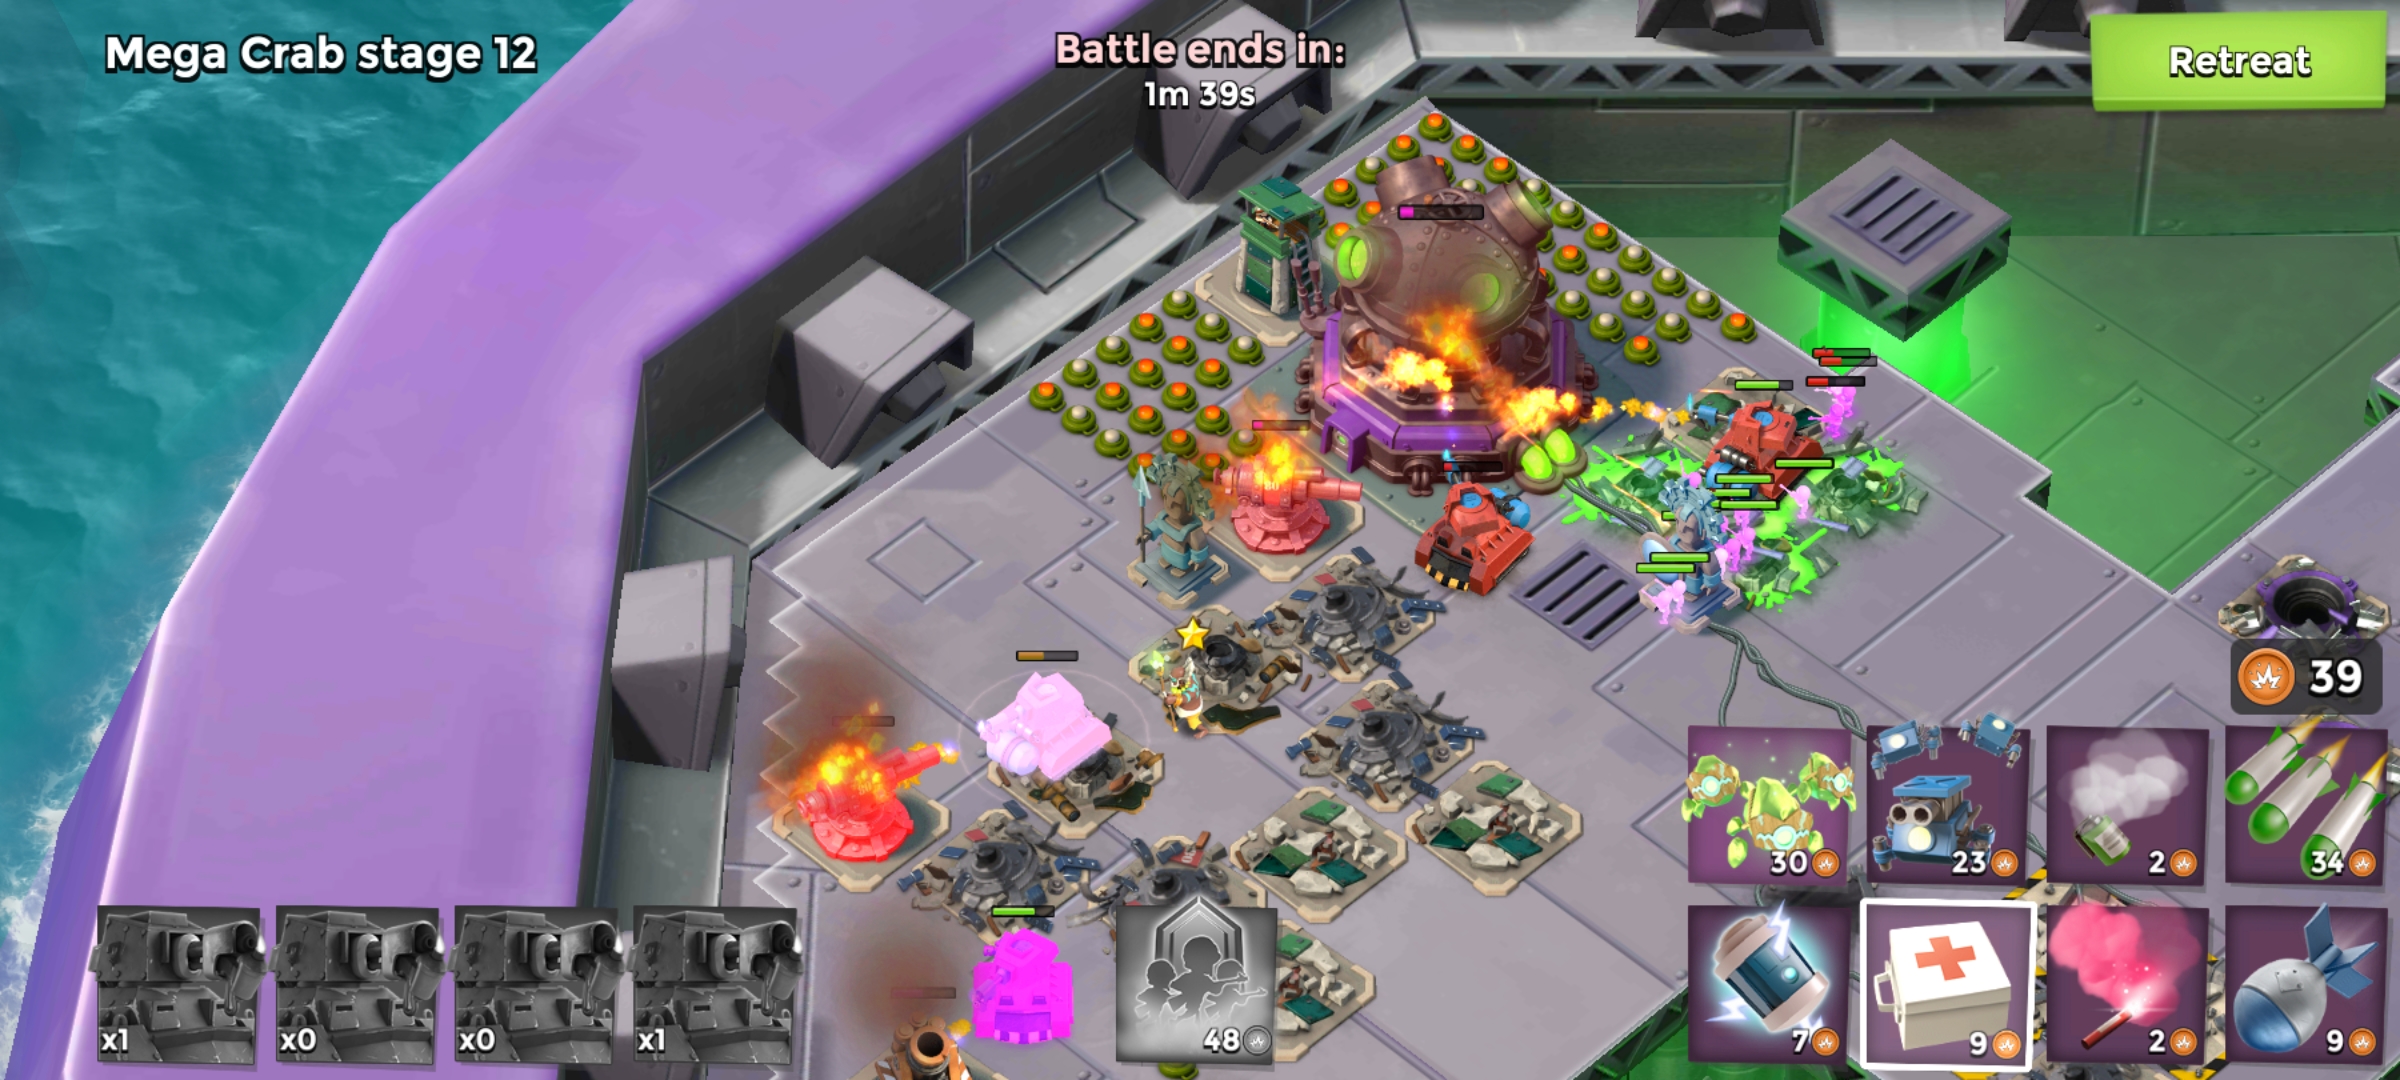 Mega Crab stage 12
Battle ends in:
1m 39s
Retreat
39
30
23
2
34
7
9
2
9
x1
x0
x0
x1
48